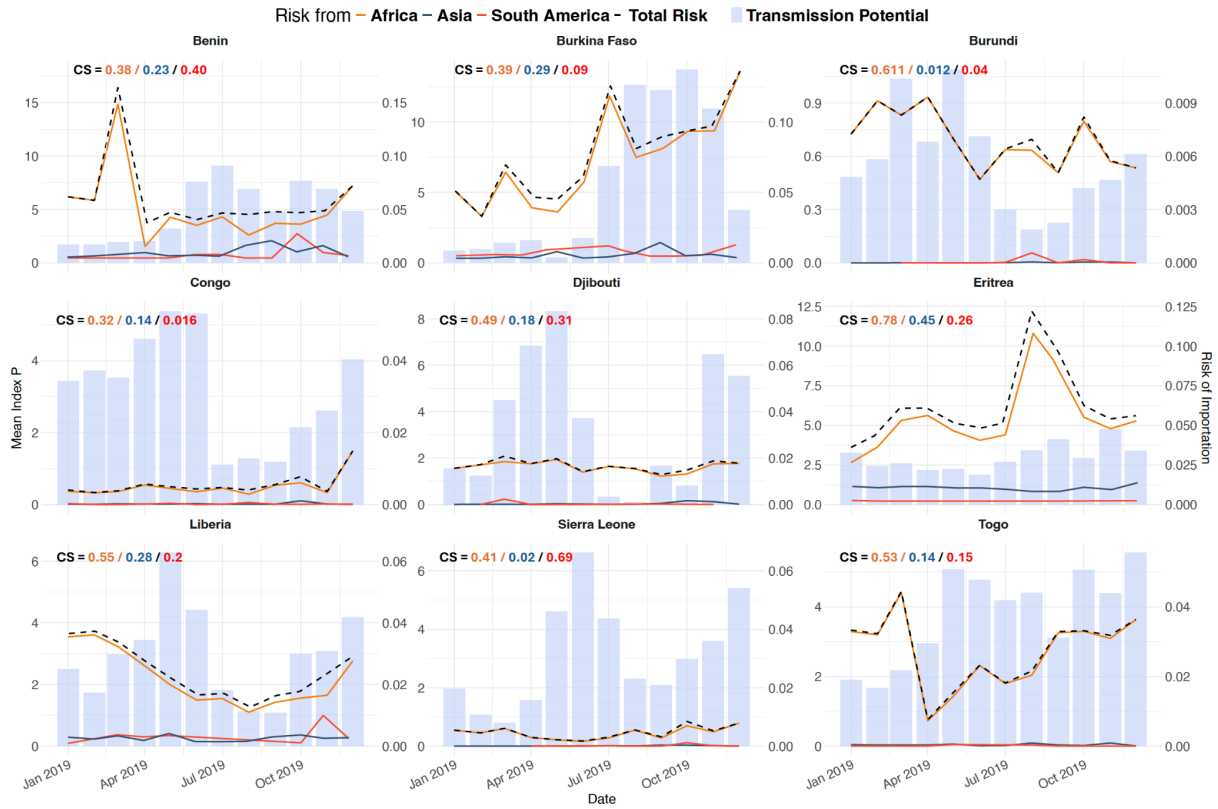 Risk from Africa Asia South America Total Risk Transmission Potential
Benin Burkina Faso Burundi
CS = 0.38 / 0.23 / 0.40 CS = 0.39 / 0.29 / 0.09 CS = 0.611 / 0.012 / 0.04
15 0.15 10 0.10 0.9 0.009
10 0.10 0.6 0.006
5 0.05 5 0.05 0.3 0.003
0 0.00 0 0.00 0.0 0.000
Congo Djibouti Eritrea
CS = 0.32 / 0.14 / 0.016 CS = 0.49 / 0.18 / 0.31 CS = 0.78 / 0.45 / 0.26
12.5 0.125
8 0.08
10.0 0.100
4 0.04 6 0.06 7.5 0.075
4 0.04 5.0 0.050
2 0.02 2 0.02 2.5 0.025
0 0.00 0 0.00 0.0 0.000
Mean Index P
Risk of Importation
Liberia Sierra Leone Togo
CS = 0.55 / 0.28 / 0.2 CS = 0.41 / 0.02 / 0.69 CS = 0.53 / 0.14 / 0.15
6 0.06 6 0.06
4 0.04 4 0.04 4 0.04
2 0.02 2 0.02 2 0.02
0 0.00 0 0.00 0 0.00
Jan 2019 Apr 2019 Jul 2019 Oct 2019 Jan 2019 Apr 2019 Jul 2019 Oct 2019 Jan 2019 Apr 2019 Jul 2019 Oct 2019
Date